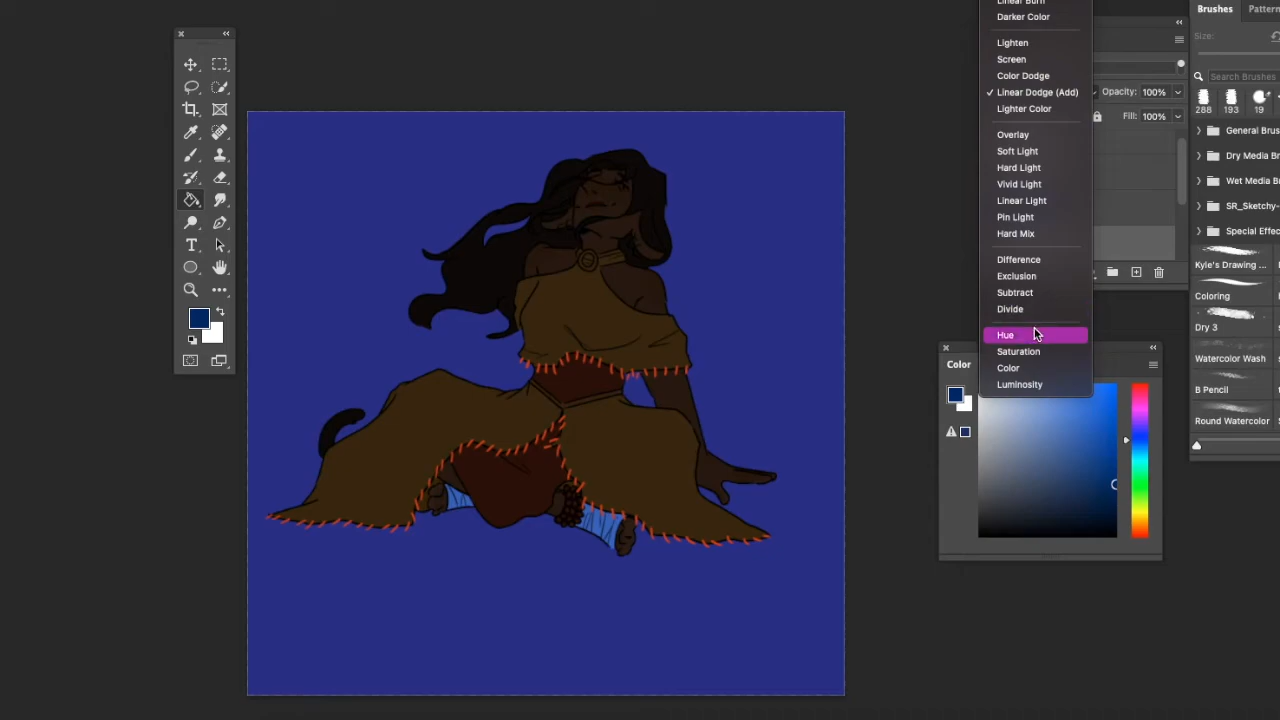 Linear Burn
Darker Color
Lighten
Screen
Color Dodge
✓ Linear Dodge (Add)
Lighter Color
Overlay
Soft Light
Hard Light
Vivid Light
Linear Light
Pin Light
Hard Mix
Difference
Exclusion
Subtract
Divide
Hue
Saturation
Color
Luminosity
Opacity: 100%
Fill: 100%
Color
Brushes
Pattern
Size:
Search Brushes
288 193 19
General Brus
Dry Media B
Wet Media B
SR_Sketchy-
Special Effe
Kyle's Drawing ...
Coloring
Dry 3
Watercolor Wash
B Pencil
Round Watercolor
T